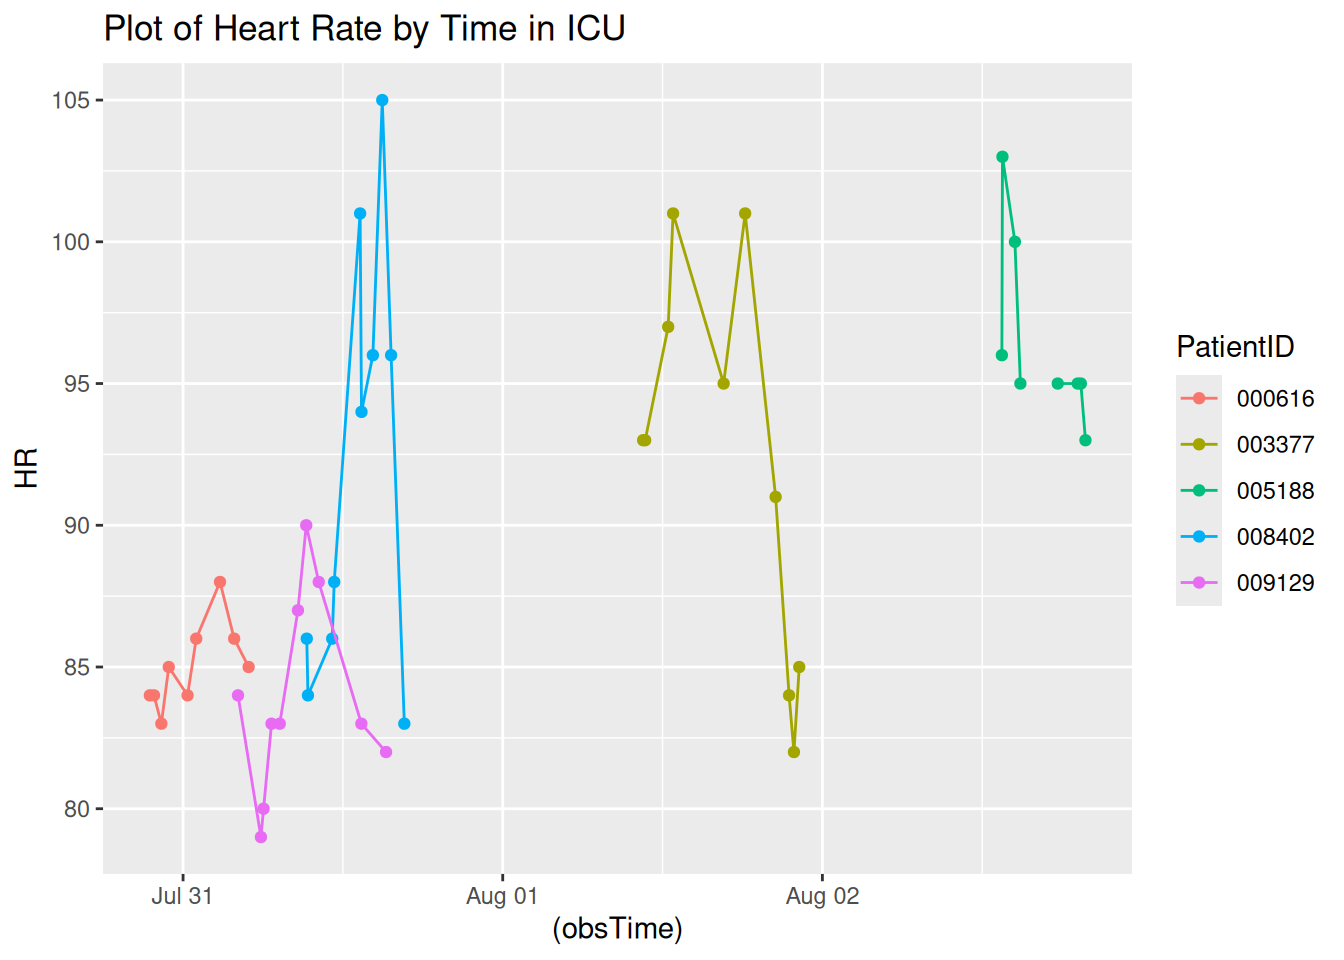 Plot of Heart Rate by Time in ICU
105
100
95
90
85
80
HR
Jul 31
Aug 01
Aug 02
(obsTime)
PatientID
000616
003377
005188
008402
009129